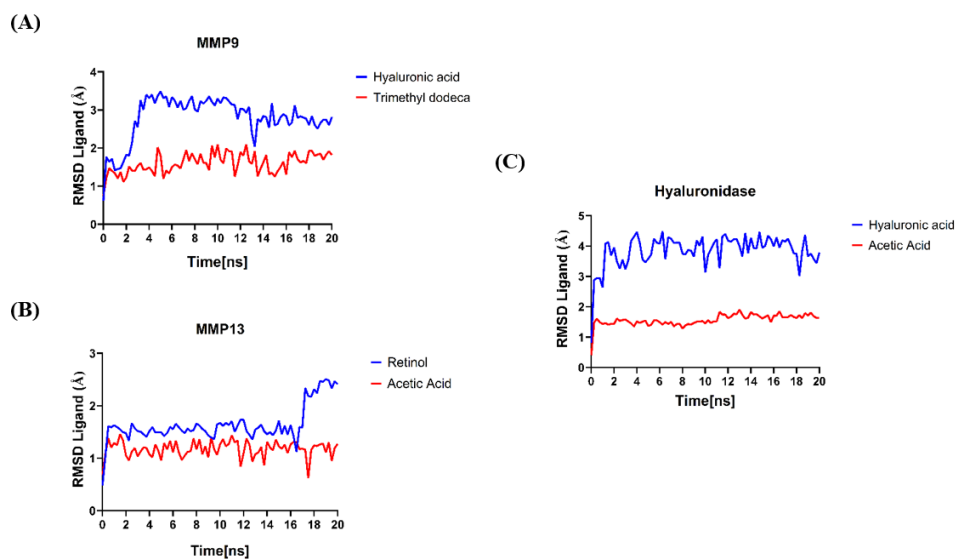 (A)
MMP9
RMSD Ligand (Å)
4
3
2
1
0
0 2 4 6 8 10 12 14 16 18 20
Time[ns]
Hyaluronic acid
Trimethyl dodeca
(B)
MMP13
RMSD Ligand (Å)
3
2
1
0
0 2 4 6 8 10 12 14 16 18 20
Time[ns]
Retinol
Acetic Acid
(C)
Hyaluronidase
RMSD Ligand (Å)
5
4
3
2
1
0
0 2 4 6 8 10 12 14 16 18 20
Time[ns]
Hyaluronic acid
Acetic Acid